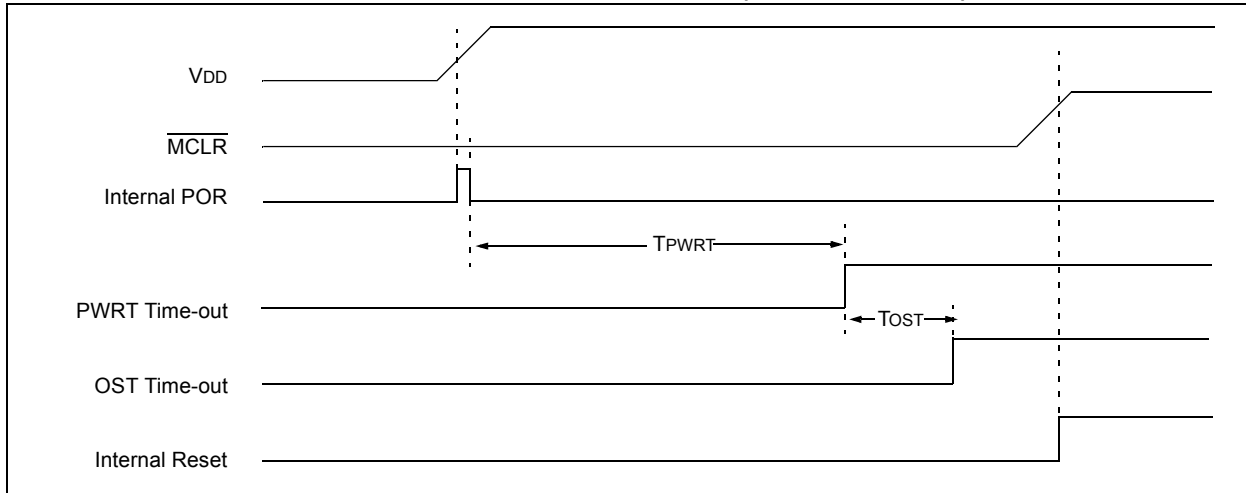 VDD
MCLR
Internal POR
TPWRT
PWRT Time-out
TOST
OST Time-out
Internal Reset